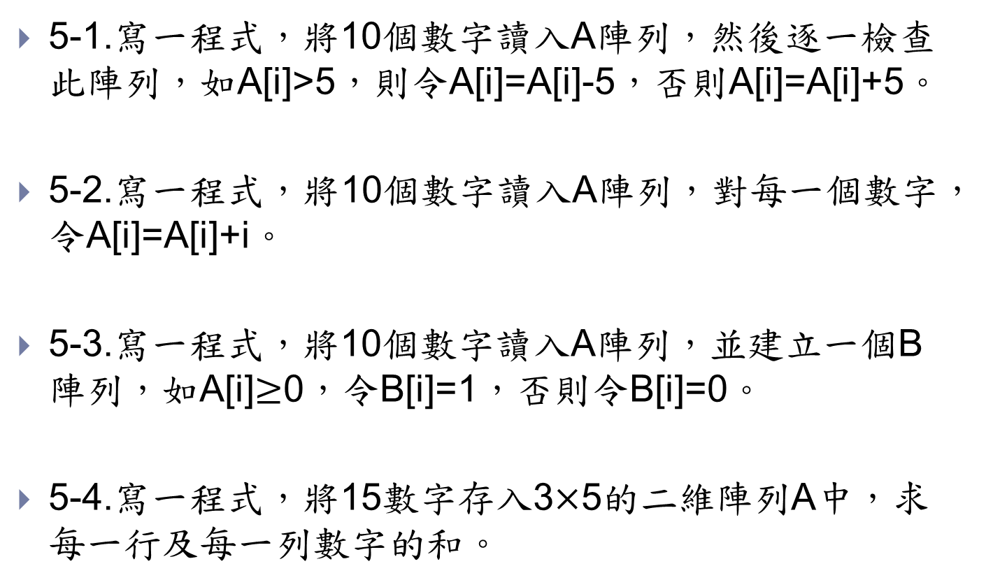 5-1.寫一程式，將10個數字讀入A陣列，然後逐一檢查
此陣列，如A[i]>5，則令A[i]=A[i]-5，否則A[i]=A[i]+5。
5-2.寫一程式，將10個數字讀入A陣列，對每一個數字，
令A[i]=A[i]+i。
5-3.寫一程式，將10個數字讀入A陣列，並建立一個B
陣列，如A[i]≥0，令B[i]=1，否則令B[i]=0。
5-4.寫一程式，將15數字存入3×5的二維陣列A中，求
每一行及每一列數字的和。